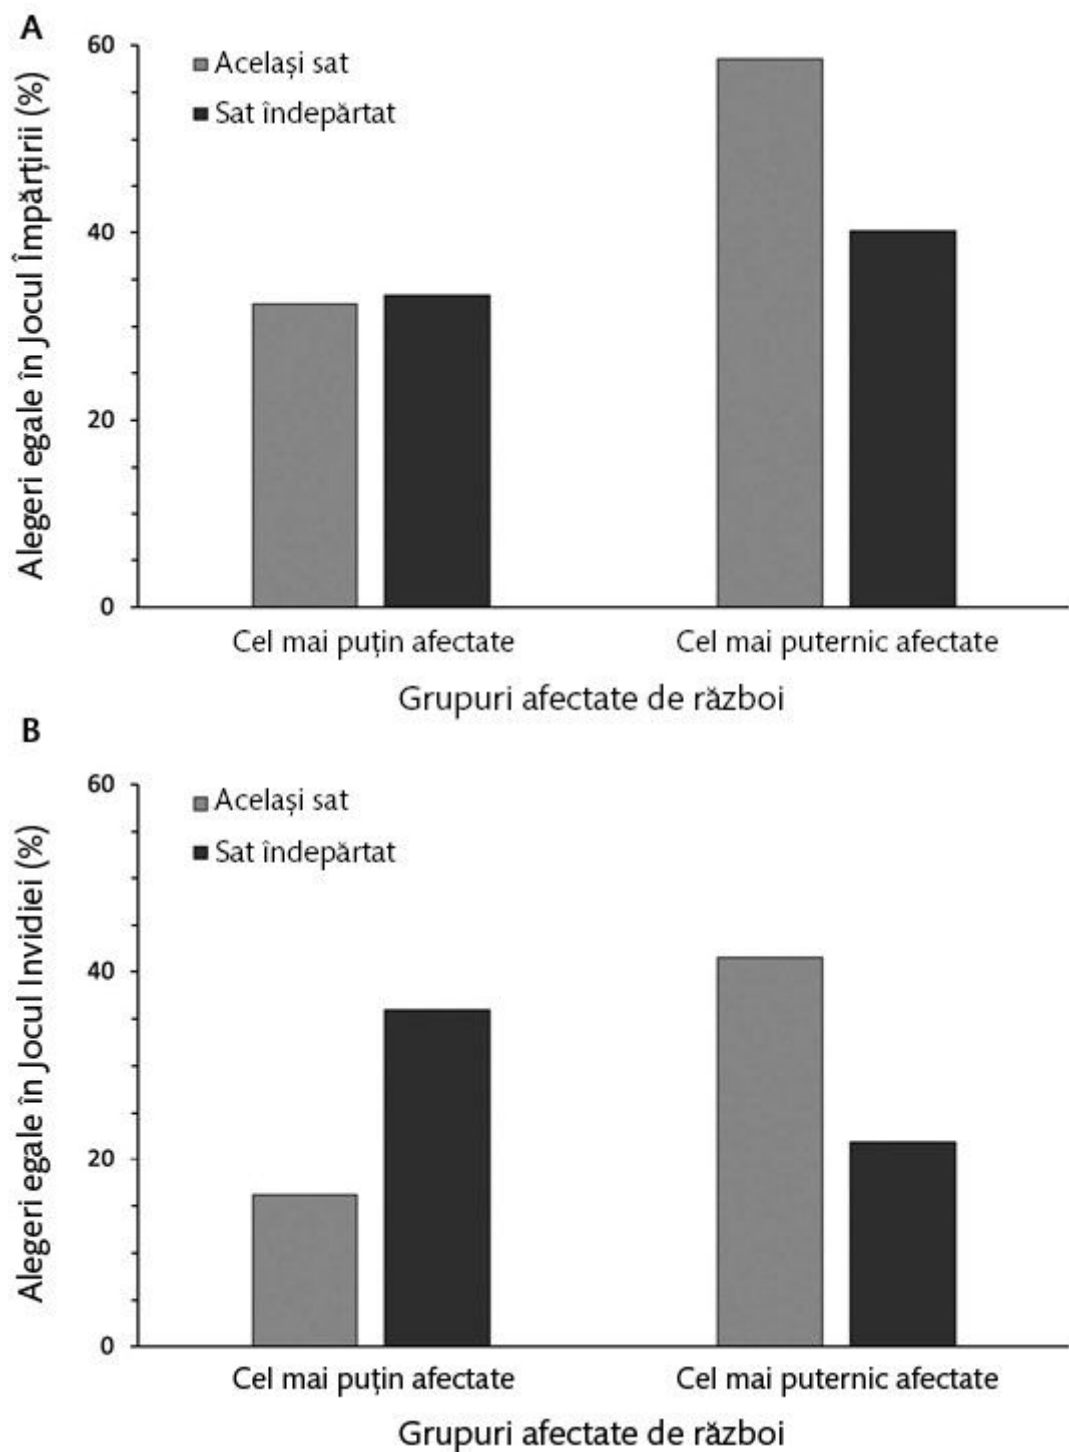 A
Alegeri egale în Jocul Împărțirii (%)
60
40
20
0
Același sat
Sat îndepărtat
Cel mai puțin afectate
Cel mai puternic afectate
Grupuri afectate de război
B
Alegeri egale în Jocul Invidiei (%)
60
40
20
0
Același sat
Sat îndepărtat
Cel mai puțin afectate
Cel mai puternic afectate
Grupuri afectate de război